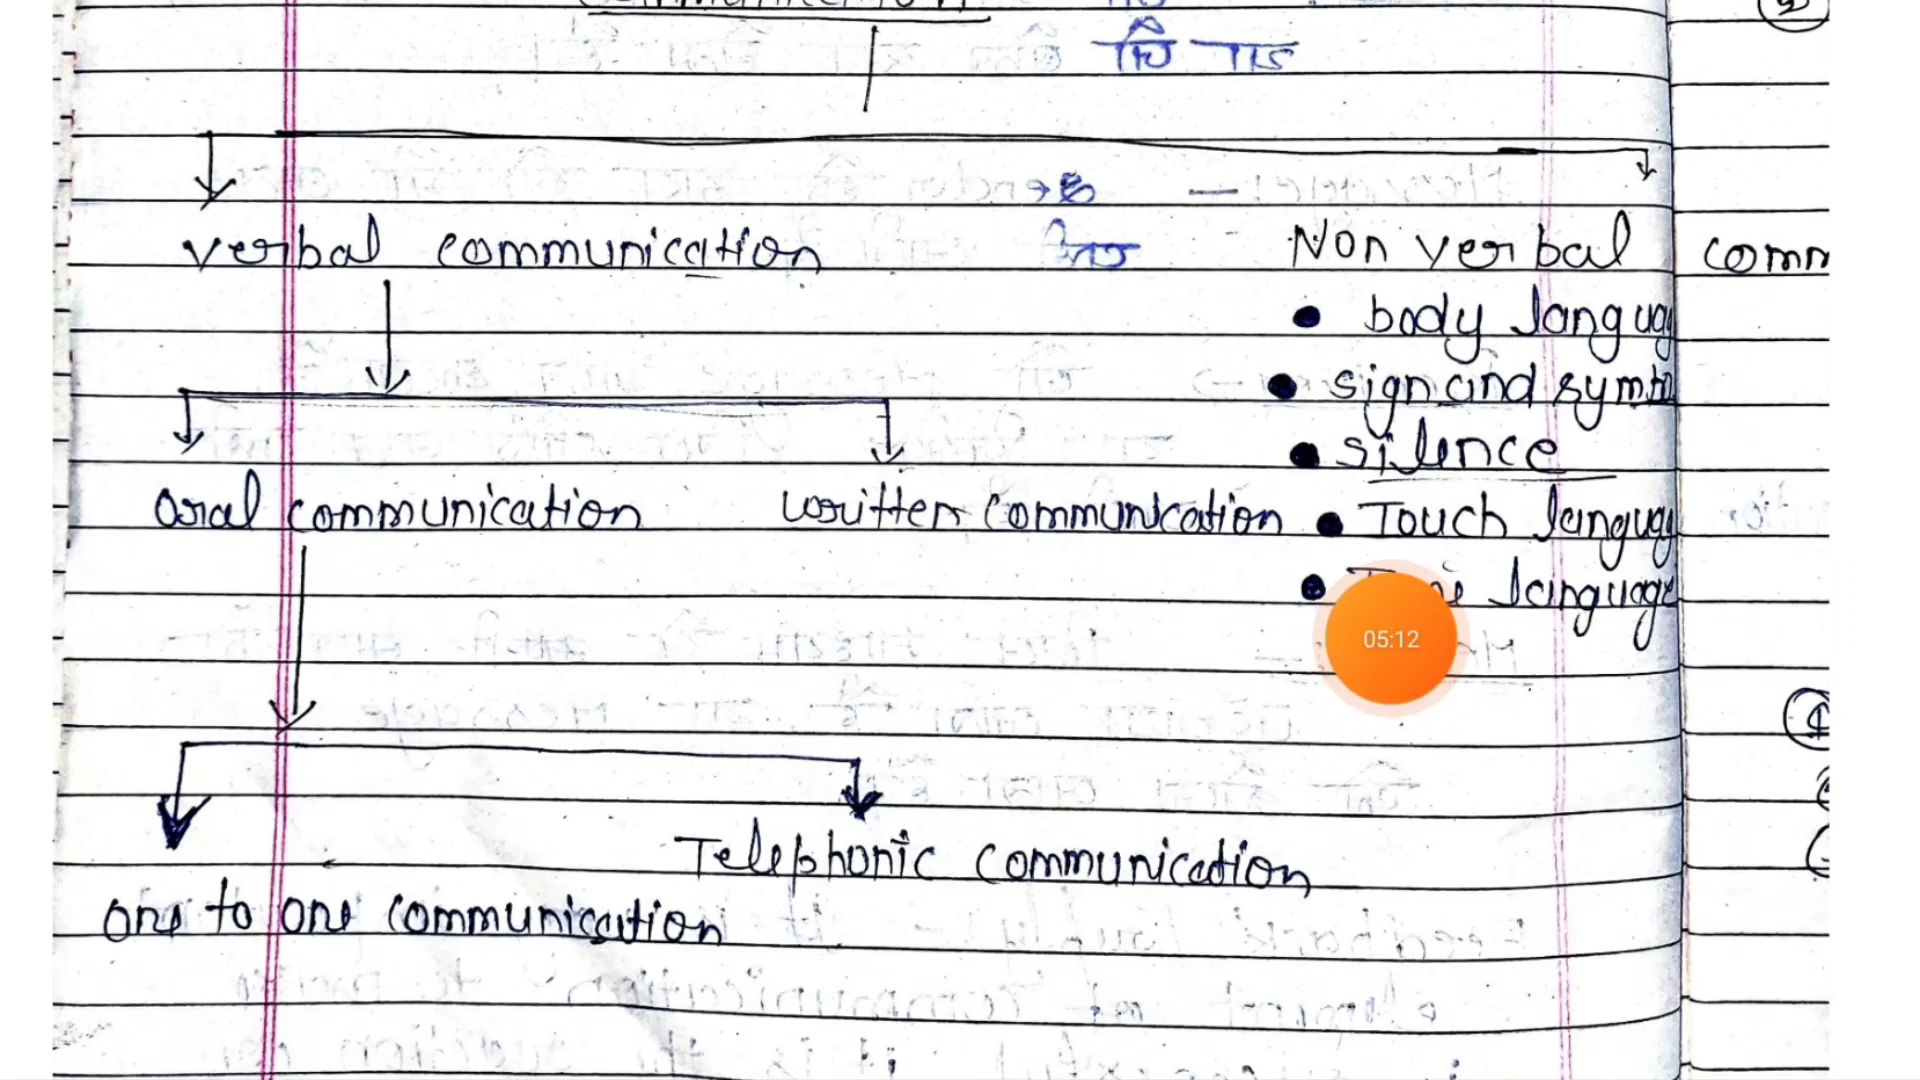 communication
verbal communication
Non verbal comm
• body languag
• sign and symb
• silence
oral communication
written communication
• Touch languag
• language
05:12
Telephonic communication
one to one communication